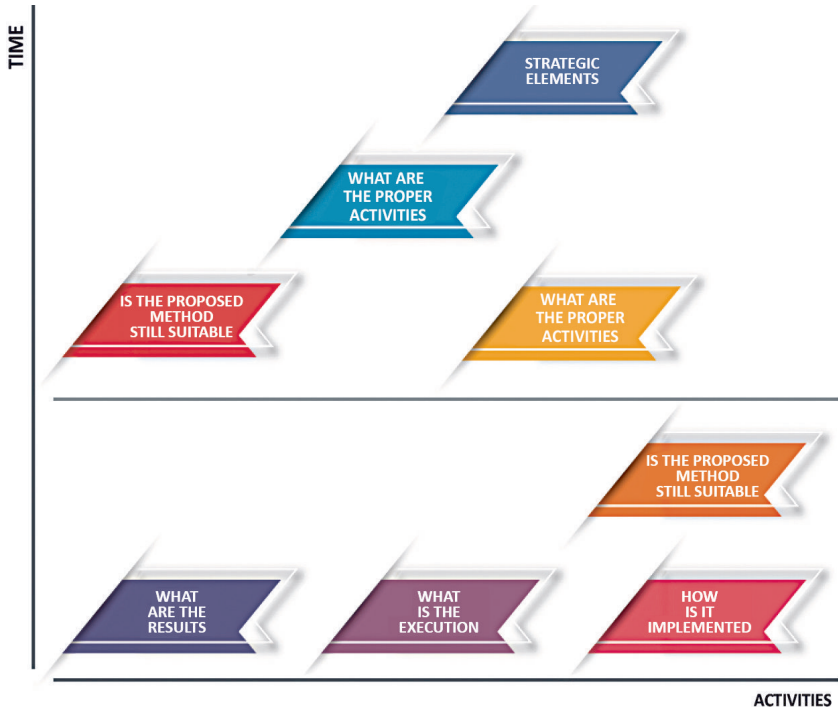 TIME
STRATEGIC
ELEMENTS
WHAT ARE
THE PROPER
ACTIVITIES
IS THE PROPOSED
METHOD
STILL SUITABLE
WHAT ARE
THE PROPER
ACTIVITIES
IS THE PROPOSED
METHOD
STILL SUITABLE
WHAT
ARE THE
RESULTS
WHAT
IS THE
EXECUTION
HOW
IS IT
IMPLEMENTED
ACTIVITIES